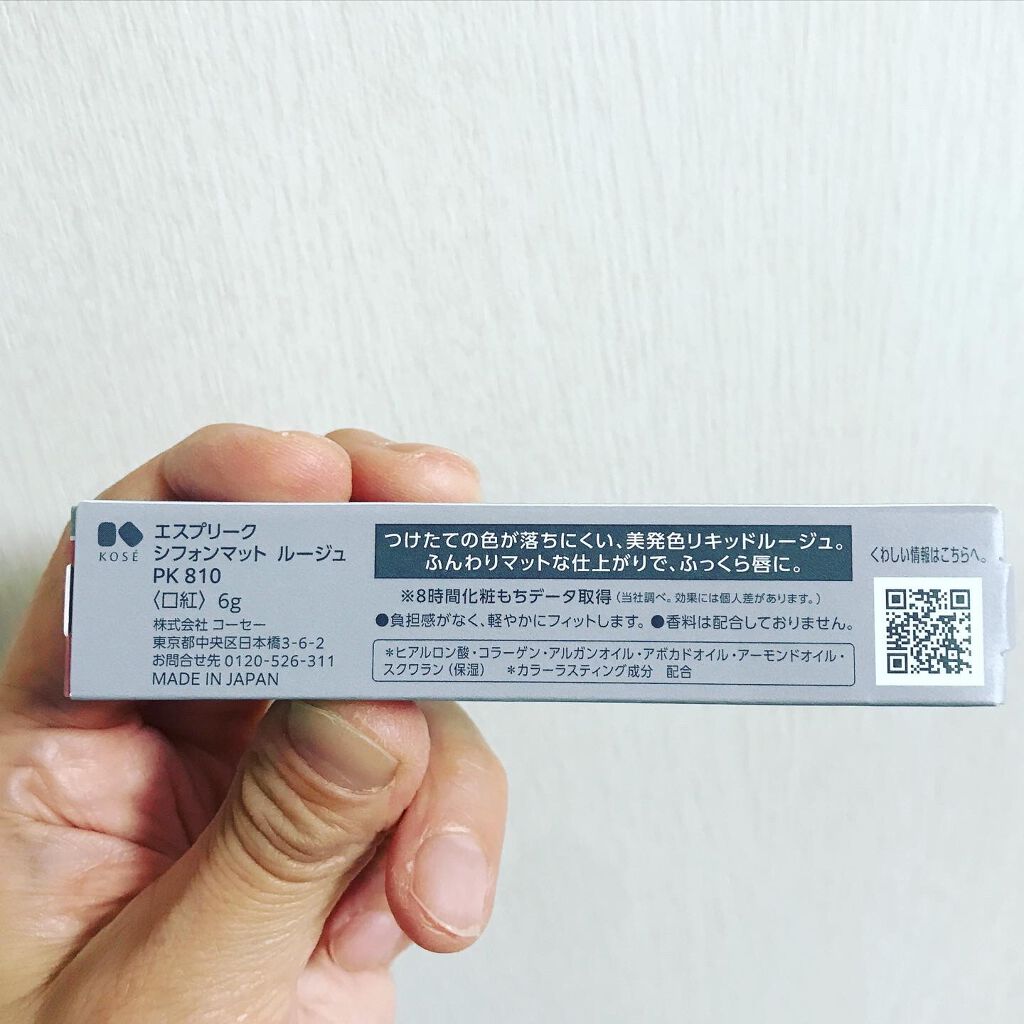 KOSÉ
エスプリーク
シフォンマット ルージュ
PK 810
〈口紅〉 6g
株式会社 コーセー
東京都中央区日本橋3-6-2
お問合せ先 0120-526-311
MADE IN JAPAN
つけたての色が落ちにくい、美発色リキッドルージュ。
ふんわりマットな仕上がりで、ふっくら唇に。
※8時間化粧もちデータ取得（当社調べ。効果には個人差があります。）
●負担感がなく、軽やかにフィットします。 ●香料は配合しておりません。
＊ヒアルロン酸・コラーゲン・アルガンオイル・アボカドオイル・アーモンドオイル・
スクワラン（保湿） ＊カラーラスティング成分 配合
くわしい情報はこちらへ。